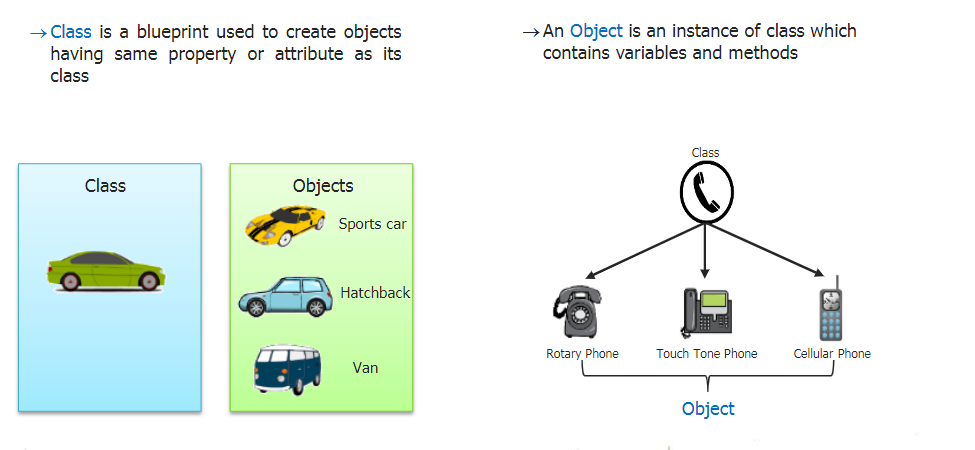 → Class is a blueprint used to create objects
having same property or attribute as its
class
→ An Object is an instance of class which
contains variables and methods
Class
Objects
Sports car
Hatchback
Van
Class
Rotary Phone
Touch Tone Phone
Cellular Phone
Object